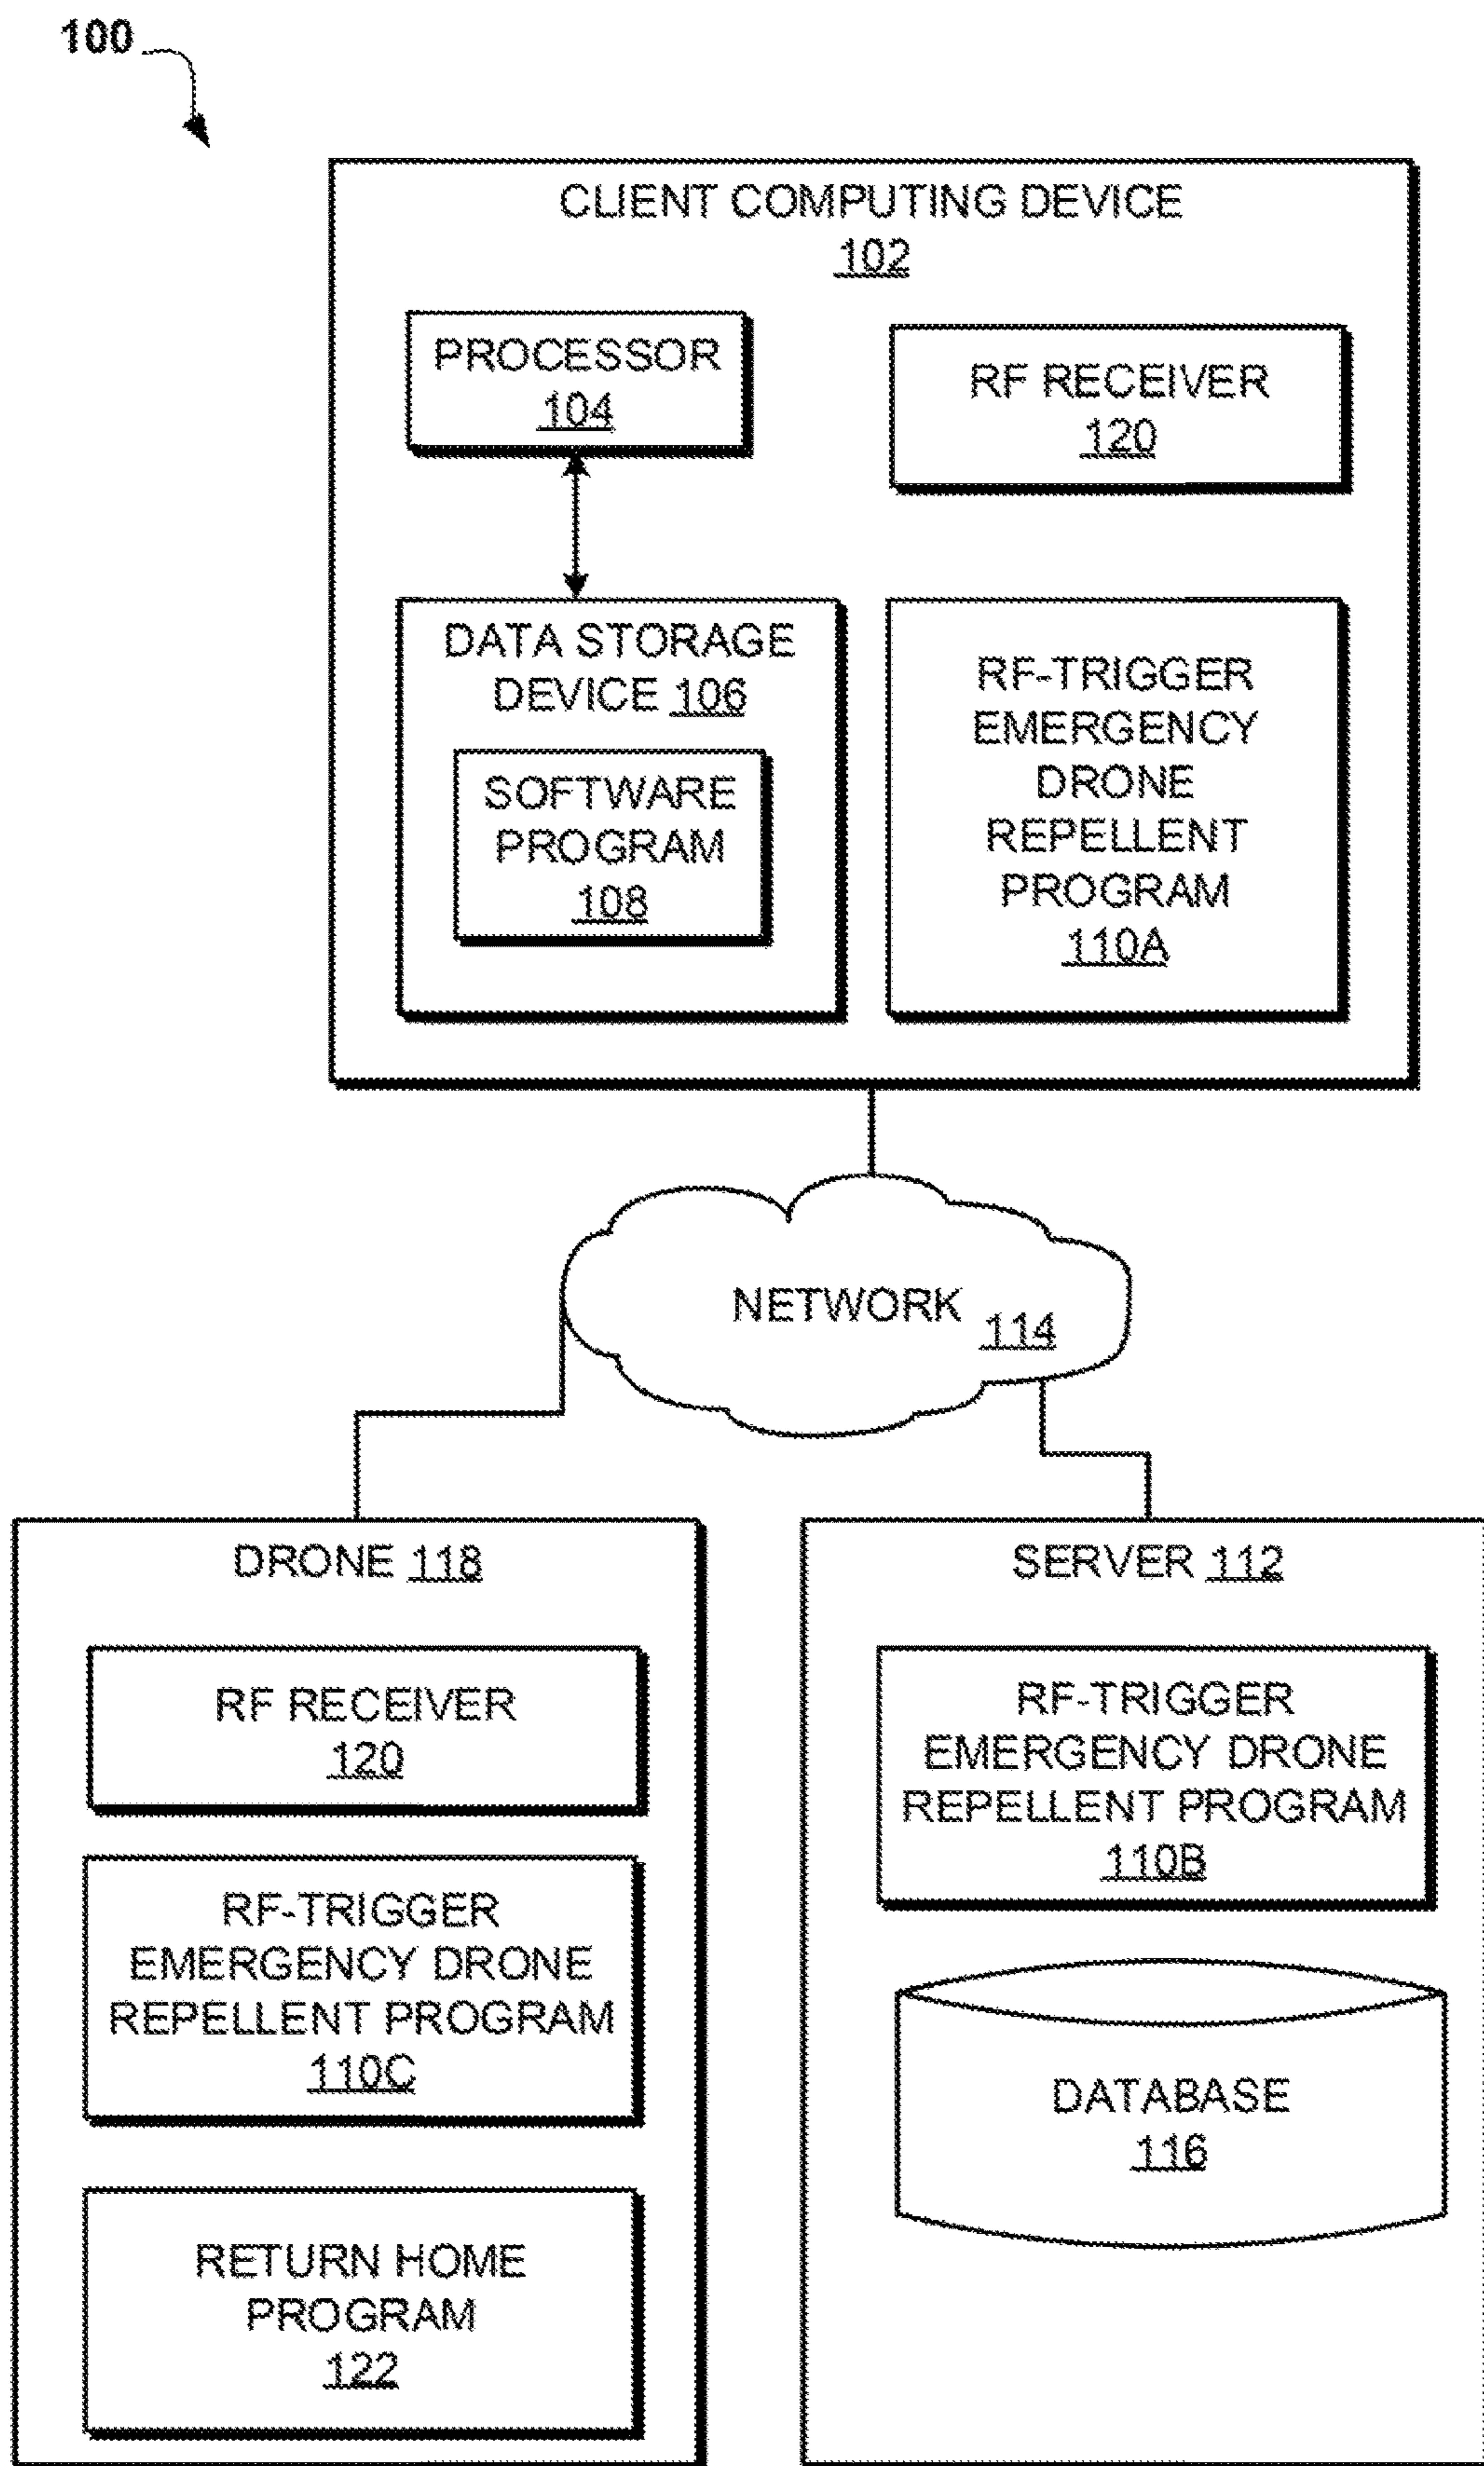 100
CLIENT COMPUTING DEVICE
102
PROCESSOR
104
RF RECEIVER
120
DATA STORAGE
DEVICE 106
SOFTWARE
PROGRAM
108
RF-TRIGGER
EMERGENCY
DRONE
REPELLENT
PROGRAM
110A
NETWORK 114
DRONE 118
RF RECEIVER
120
RF-TRIGGER
EMERGENCY DRONE
REPELLENT PROGRAM
110C
RETURN HOME
PROGRAM
122
SERVER 112
RF-TRIGGER
EMERGENCY DRONE
REPELLENT PROGRAM
110B
DATABASE
116